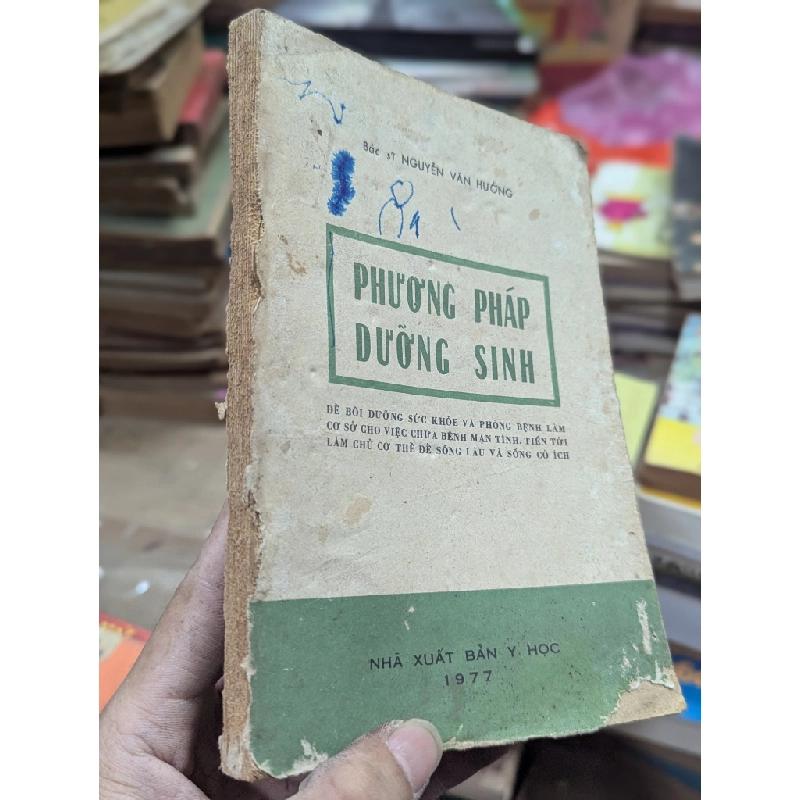 Bác sĩ NGUYỄN VĂN HƯỞNG
PHƯƠNG PHÁP
DƯỠNG SINH
ĐỂ BỒI DƯỠNG SỨC KHỎE VÀ PHÒNG BỆNH LÀM
CƠ SỞ CHO VIỆC CHỮA BỆNH MẠN TÍNH, TIẾN TỚI
LÀM CHỦ CƠ THỂ ĐỂ SỐNG LÂU VÀ SỐNG CÓ ÍCH
NHÀ XUẤT BẢN Y HỌC
1977